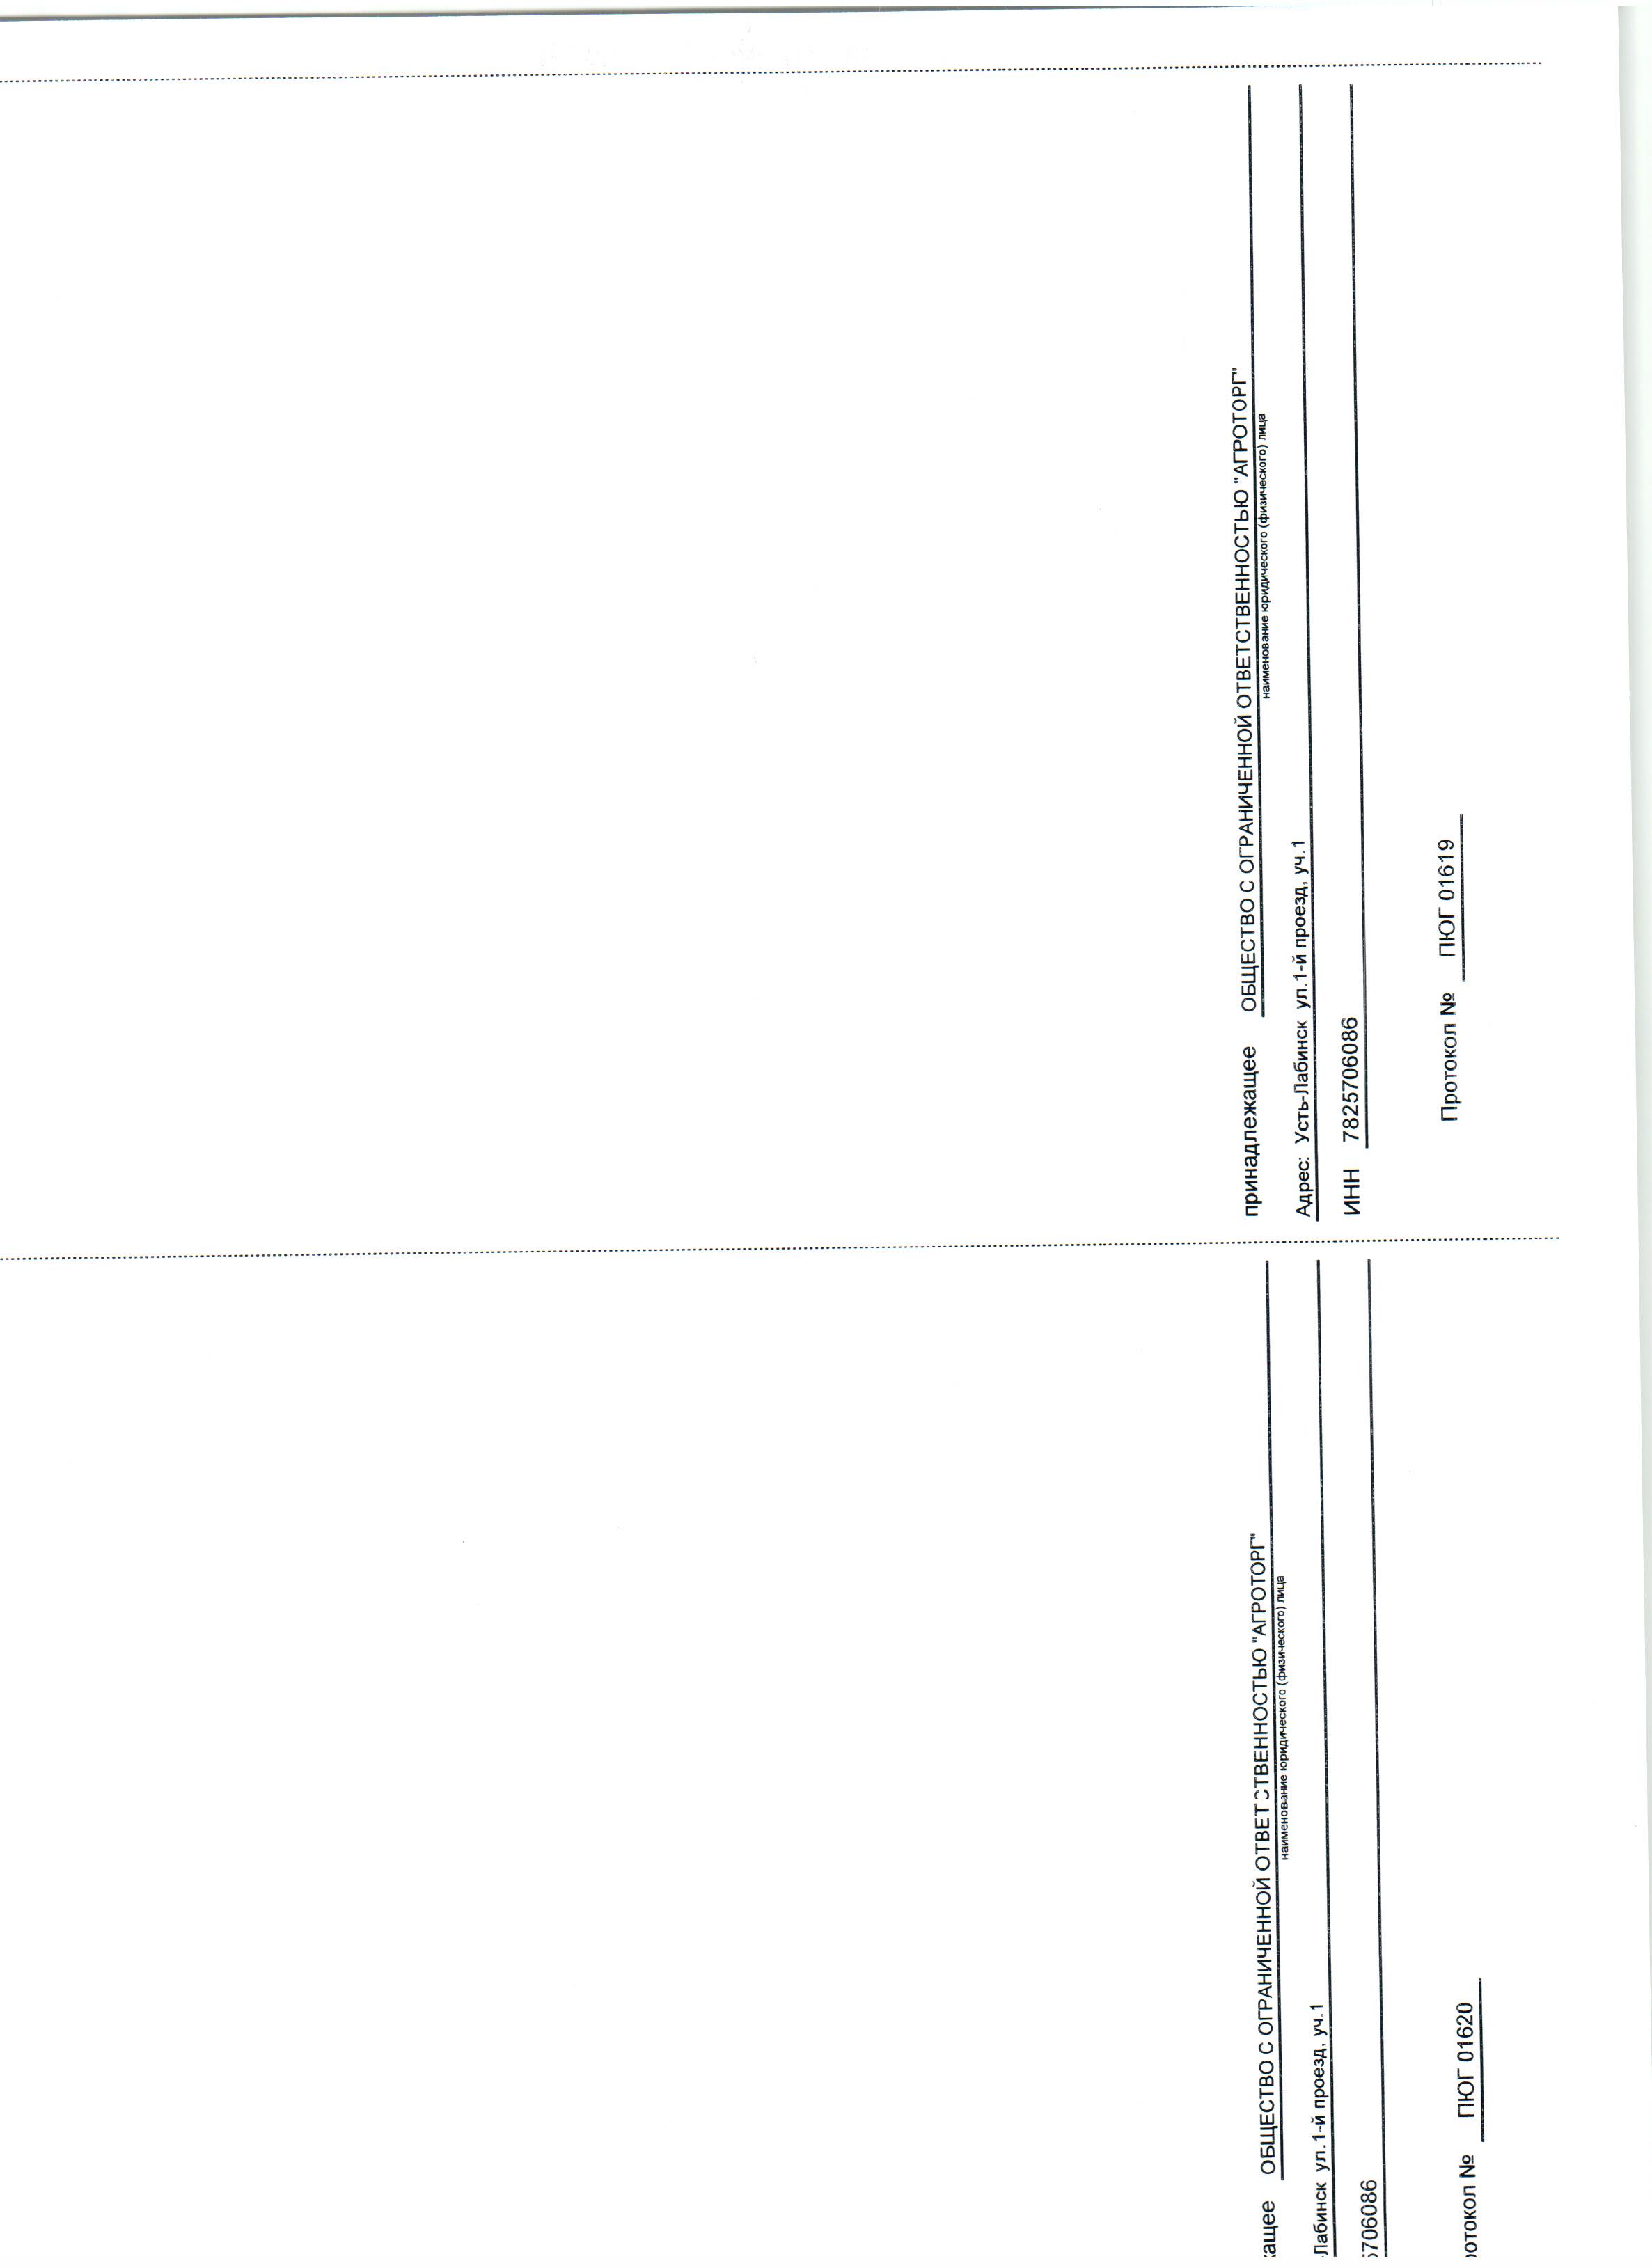 жащее ОБЩЕСТВО С ОГРАНИЧЕННОЙ ОТВЕТСТВЕННОСТЬЮ "АГРОТОРГ"
наименование юридического (физического) лица
-Лабинск ул.1-й проезд, уч.1
5706086
ротокол № ПЮГ 01620
принадлежащее ОБЩЕСТВО С ОГРАНИЧЕННОЙ ОТВЕТСТВЕННОСТЬЮ "АГРОТОРГ"
наименование юридического (физического) лица
Адрес: Усть-Лабинск ул.1-й проезд, уч.1
ИНН 7825706086
Протокол № ПЮГ 01619